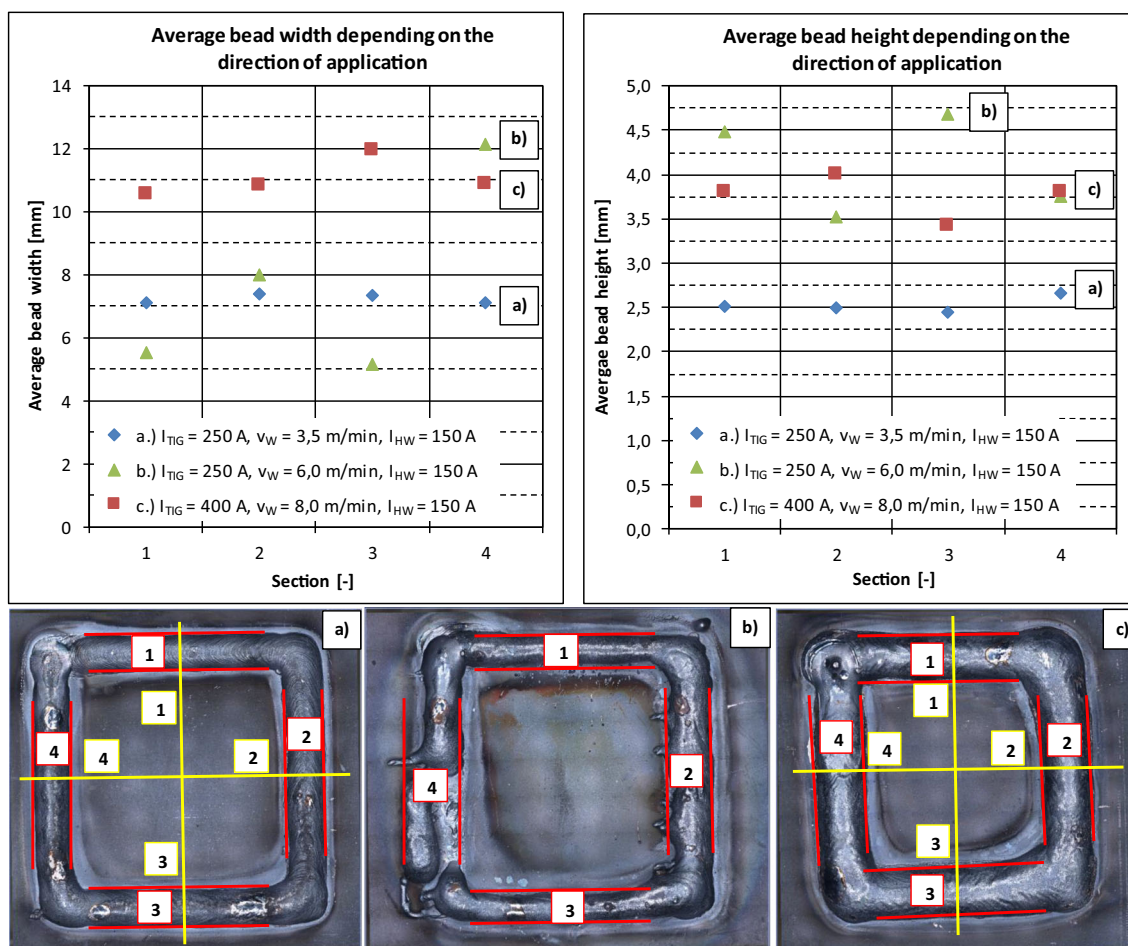 Average bead width depending on the
direction of application
Average bead width [mm]
14
12
10
8
6
4
2
0
b)
c)
a)
a.) I_TIG = 250 A, v_W = 3,5 m/min, I_HW = 150 A
b.) I_TIG = 250 A, v_W = 6,0 m/min, I_HW = 150 A
c.) I_TIG = 400 A, v_W = 8,0 m/min, I_HW = 150 A
1 2 3 4
Section [-]
Average bead height depending on the
direction of application
Avergae bead height [mm]
5,0
4,5
4,0
3,5
3,0
2,5
2,0
1,5
1,0
0,5
0,0
b)
c)
a)
a.) I_TIG = 250 A, v_W = 3,5 m/min, I_HW = 150 A
b.) I_TIG = 250 A, v_W = 6,0 m/min, I_HW = 150 A
c.) I_TIG = 400 A, v_W = 8,0 m/min, I_HW = 150 A
1 2 3 4
Section [-]
a)
1
1
2
4
4
2
3
3
b)
1
2
4
3
c)
1
1
2
4
4
2
3
3